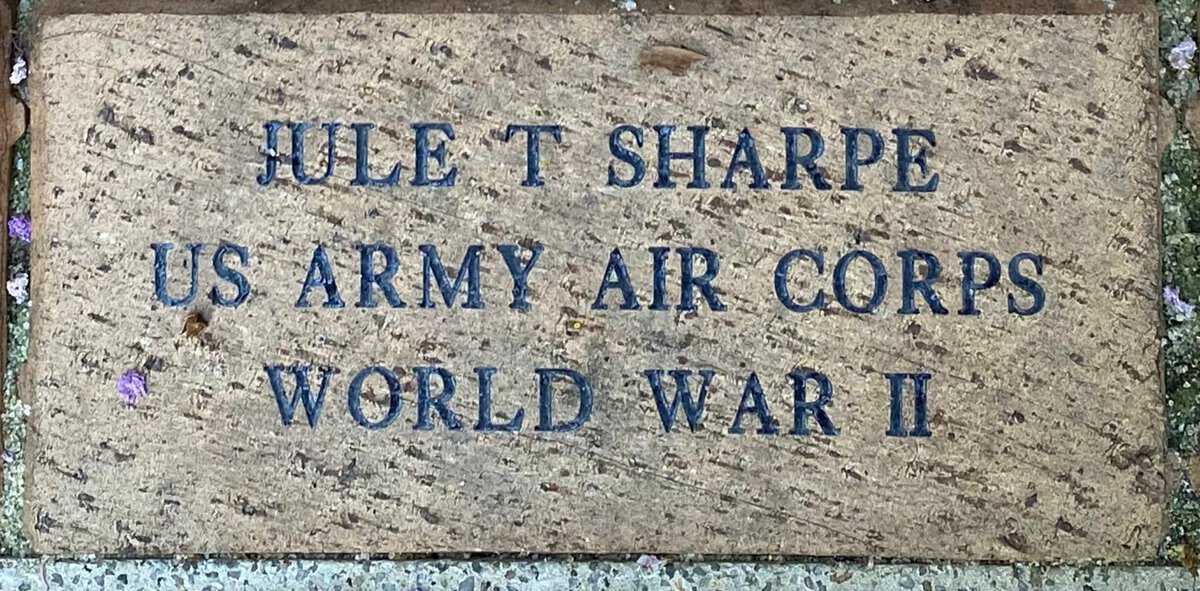 JULE T SHARPE
US ARMY AIR CORPS
WORLD WAR II